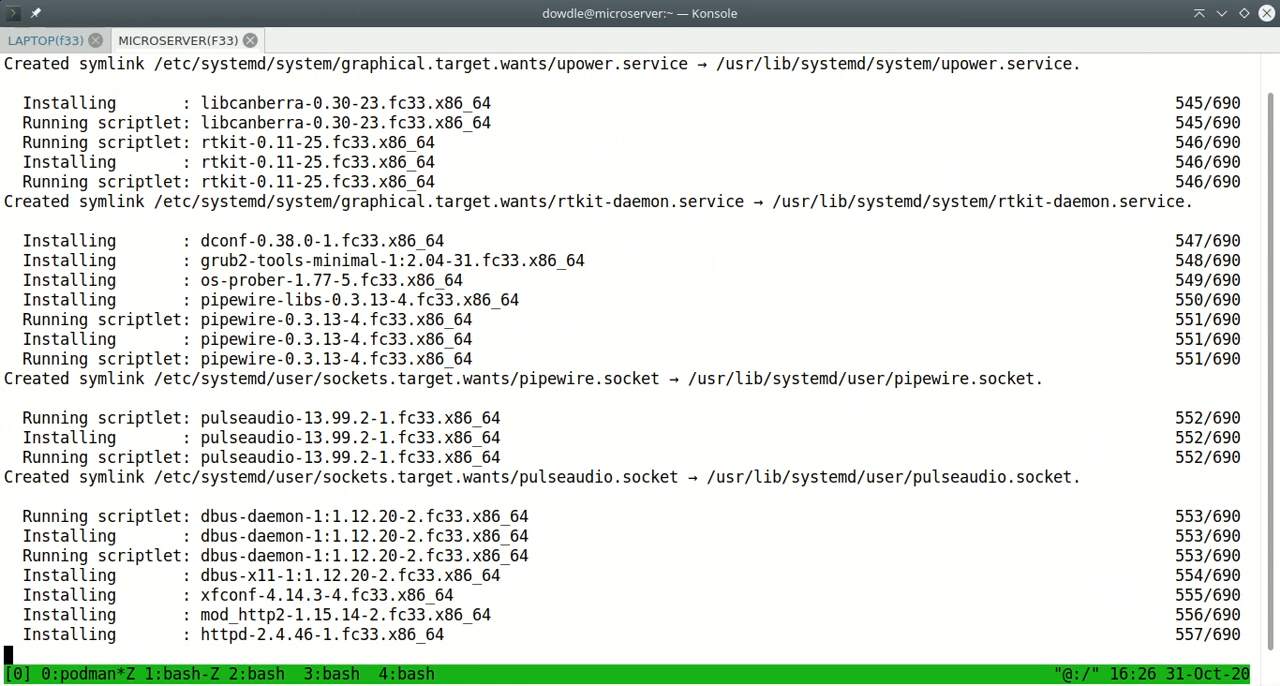 dowdle@microserver:~ — Konsole
LAPTOP(f33) MICROSERVER(F33)
Created symlink /etc/systemd/system/graphical.target.wants/upower.service → /usr/lib/systemd/system/upower.service.
Installing : libcanberra-0.30-23.fc33.x86_64 545/690
Running scriptlet: libcanberra-0.30-23.fc33.x86_64 545/690
Running scriptlet: rtkit-0.11-25.fc33.x86_64 546/690
Installing : rtkit-0.11-25.fc33.x86_64 546/690
Running scriptlet: rtkit-0.11-25.fc33.x86_64 546/690
Created symlink /etc/systemd/system/graphical.target.wants/rtkit-daemon.service → /usr/lib/systemd/system/rtkit-daemon.service.
Installing : dconf-0.38.0-1.fc33.x86_64 547/690
Installing : grub2-tools-minimal-1:2.04-31.fc33.x86_64 548/690
Installing : os-prober-1.77-5.fc33.x86_64 549/690
Installing : pipewire-libs-0.3.13-4.fc33.x86_64 550/690
Running scriptlet: pipewire-0.3.13-4.fc33.x86_64 551/690
Installing : pipewire-0.3.13-4.fc33.x86_64 551/690
Running scriptlet: pipewire-0.3.13-4.fc33.x86_64 551/690
Created symlink /etc/systemd/user/sockets.target.wants/pipewire.socket → /usr/lib/systemd/user/pipewire.socket.
Running scriptlet: pulseaudio-13.99.2-1.fc33.x86_64 552/690
Installing : pulseaudio-13.99.2-1.fc33.x86_64 552/690
Running scriptlet: pulseaudio-13.99.2-1.fc33.x86_64 552/690
Created symlink /etc/systemd/user/sockets.target.wants/pulseaudio.socket → /usr/lib/systemd/user/pulseaudio.socket.
Running scriptlet: dbus-daemon-1:1.12.20-2.fc33.x86_64 553/690
Installing : dbus-daemon-1:1.12.20-2.fc33.x86_64 553/690
Running scriptlet: dbus-daemon-1:1.12.20-2.fc33.x86_64 553/690
Installing : dbus-x11-1:1.12.20-2.fc33.x86_64 554/690
Installing : xfconf-4.14.3-4.fc33.x86_64 555/690
Installing : mod_http2-1.15.14-2.fc33.x86_64 556/690
Installing : httpd-2.4.46-1.fc33.x86_64 557/690
[0] 0:podman*Z 1:bash-Z 2:bash 3:bash 4:bash "@:/" 16:26 31-Oct-20